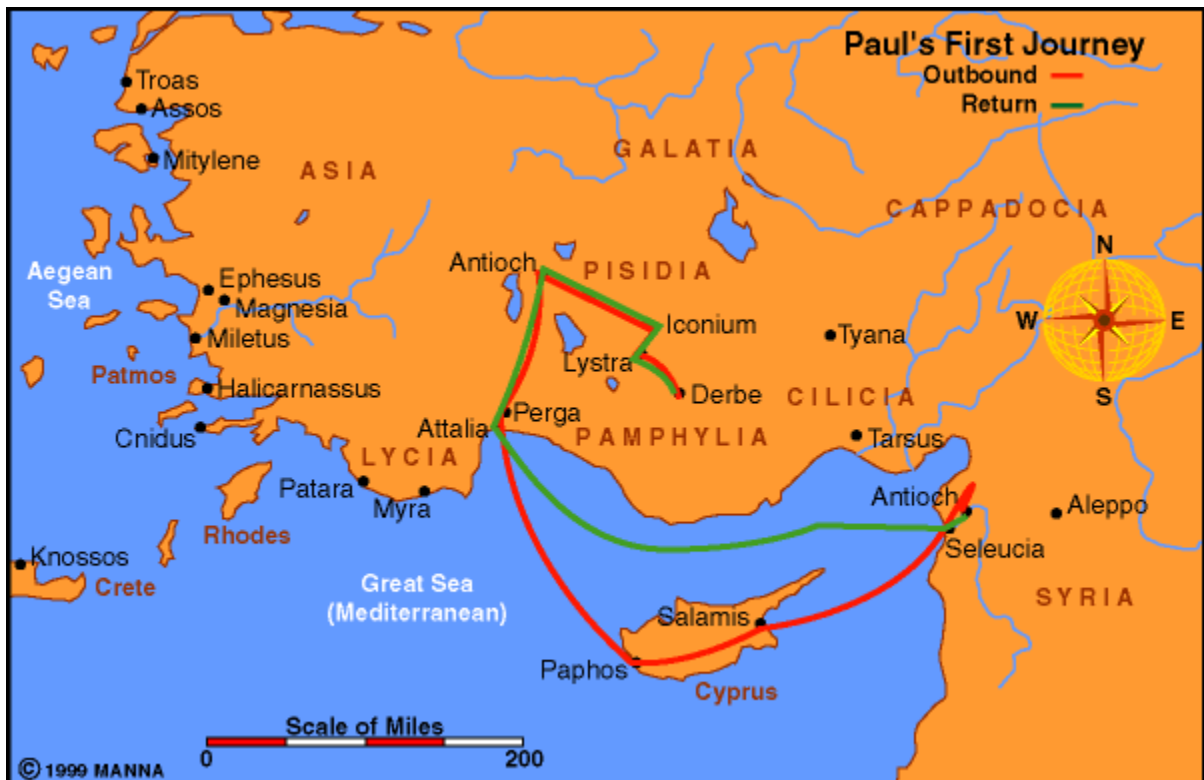 Paul's First Journey
Outbound
Return
Troas
Assos
Mitylene
ASIA
GALATIA
CAPPADOCIA
N
Aegean
Sea
Ephesus
Magnesia
Antioch
PISIDIA
W
E
Miletus
Iconium
Tyana
Patmos
Lystra
Halicarnassus
Derbe
CILICIA
S
Cnidus
Perga
Attalia
PAMPHYLIA
Tarsus
LYCIA
Patara
Myra
Antioch
Aleppo
Rhodes
Seleucia
Knossos
Crete
Great Sea
(Mediterranean)
SYRIA
Salamis
Paphos
Cyprus
Scale of Miles
0
200
© 1999 MANNA